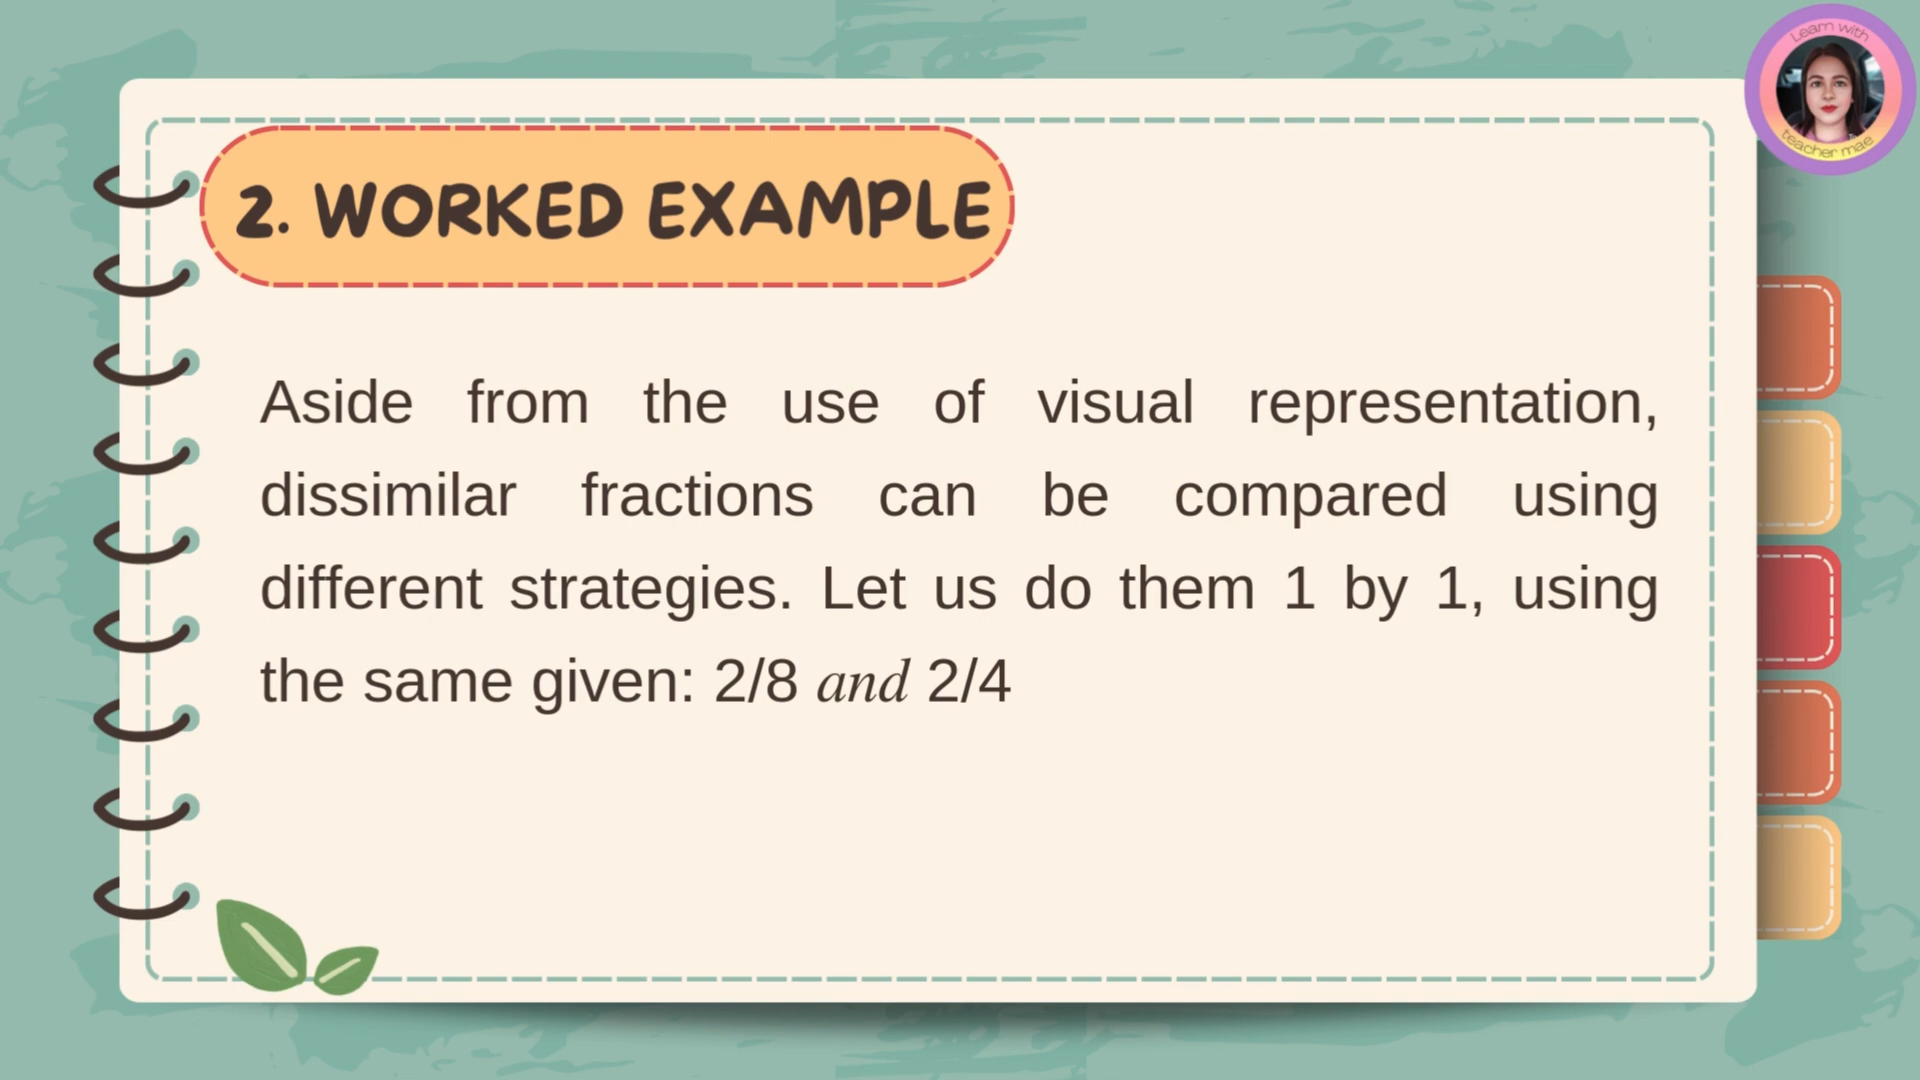 Learn with
teacher mae
2. WORKED EXAMPLE
Aside from the use of visual representation,
dissimilar fractions can be compared using
different strategies. Let us do them 1 by 1, using
the same given: 2/8 and 2/4